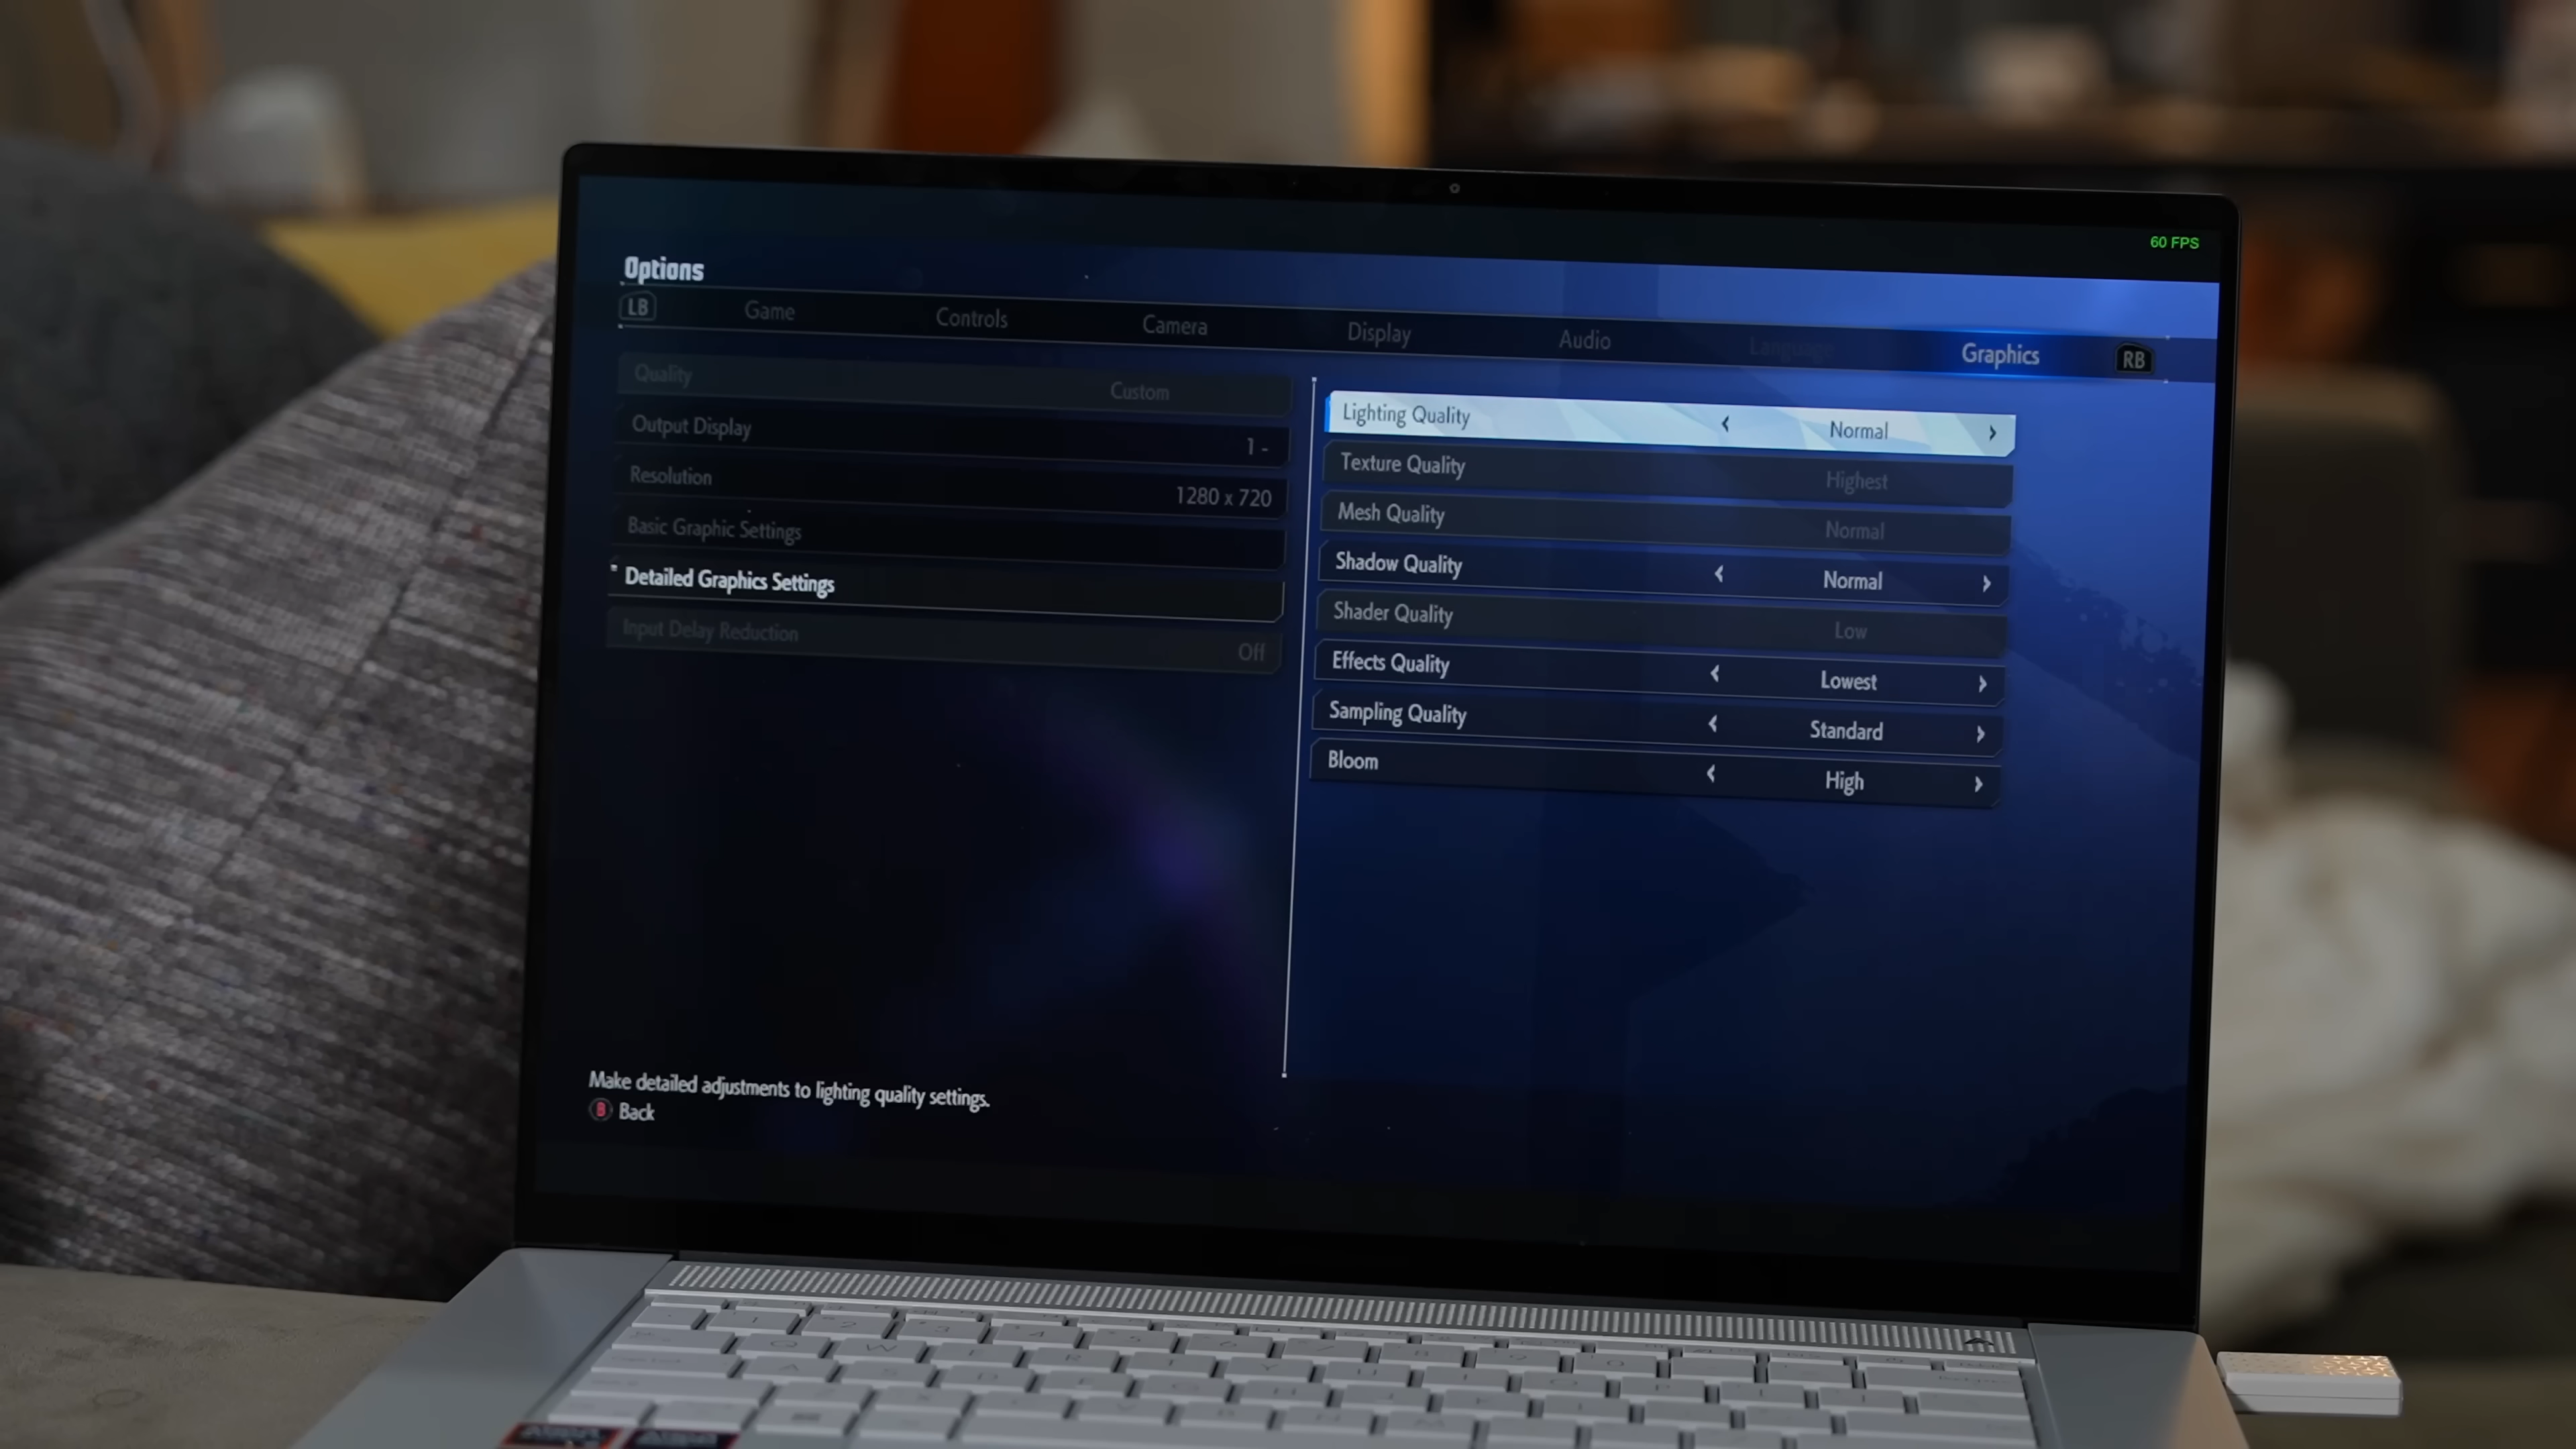 60 FPS
Options
LB Game Controls Camera Display Audio Language Graphics RB
Quality Custom
Output Display 1 -
Resolution 1280 x 720
Basic Graphic Settings
Detailed Graphics Settings
Input Delay Reduction Off
Lighting Quality Normal
Texture Quality Highest
Mesh Quality Normal
Shadow Quality Normal
Shader Quality Low
Effects Quality Lowest
Sampling Quality Standard
Bloom High
Make detailed adjustments to lighting quality settings.
B Back